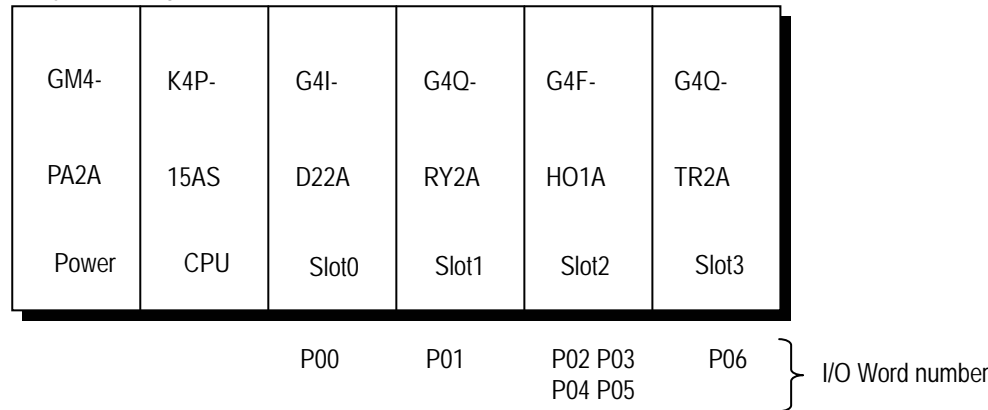 GM4- K4P- G4I- G4Q- G4F- G4Q-
PA2A 15AS D22A RY2A HO1A TR2A
Power CPU Slot0 Slot1 Slot2 Slot3
P00 P01 P02 P03 P06 I/O Word number
P04 P05